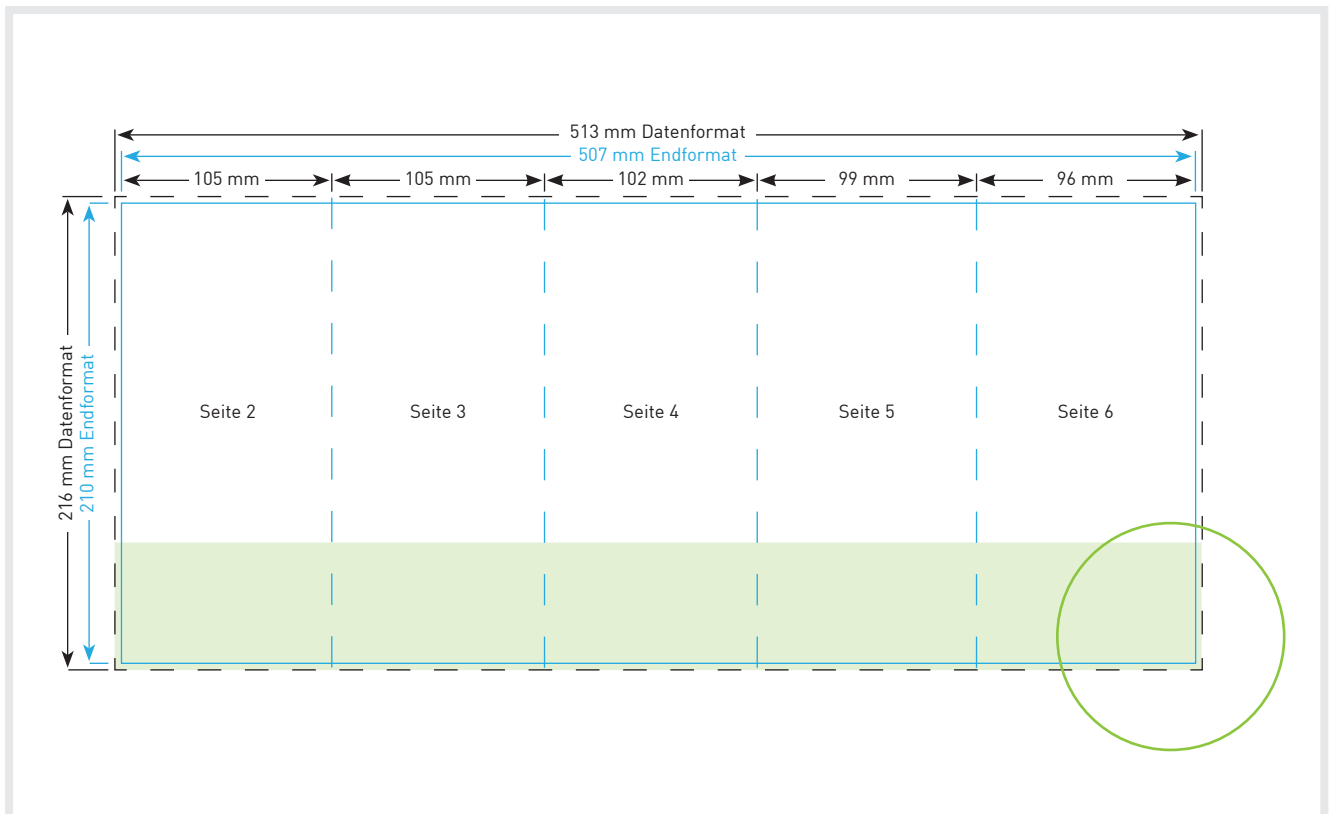 513 mm Datenformat
507 mm Endformat
105 mm
105 mm
102 mm
99 mm
96 mm
216 mm Datenformat
210 mm Endformat
Seite 2
Seite 3
Seite 4
Seite 5
Seite 6